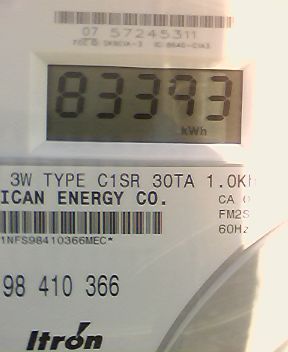 07 57245311
83393
kWh
3W TYPE C1SR 30TA 1.0K
ICAN ENERGY CO.
CA
FM2S
1NFS98410366MEC*
60Hz
98 410 366
Itron